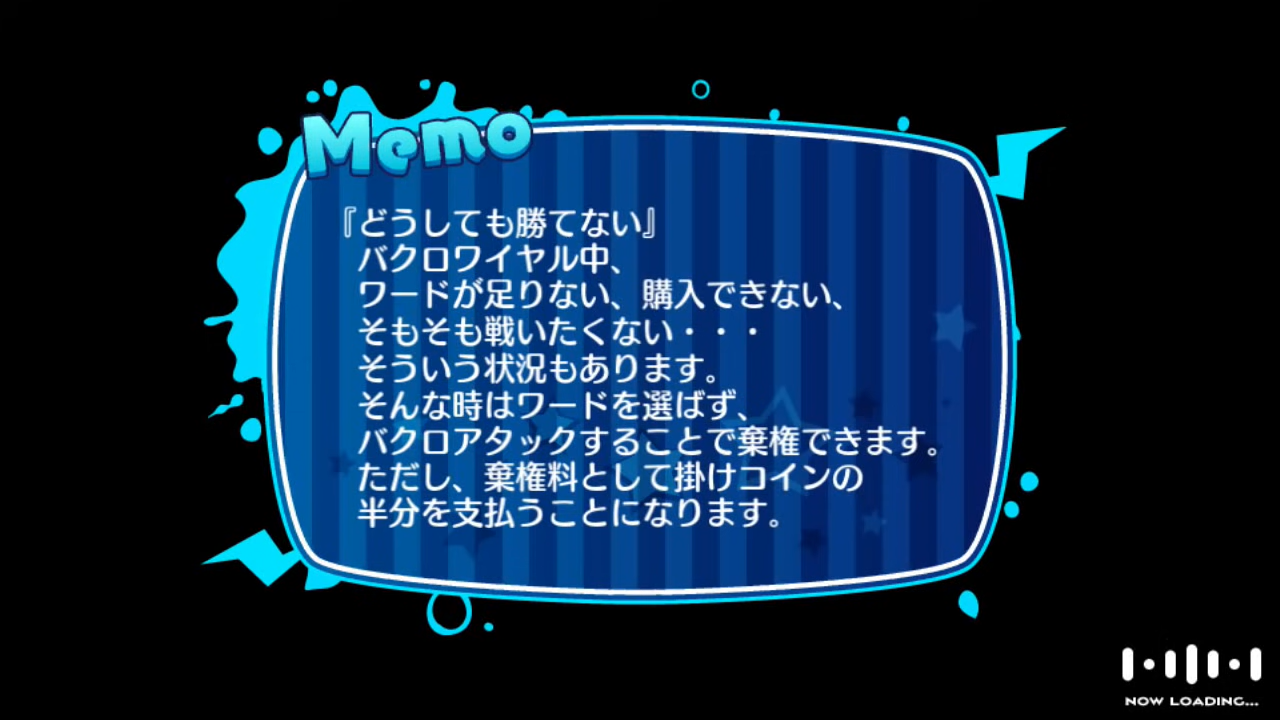 Memo
『どうしても勝てない』
バクロワイヤル中、
ワードが足りない、購入できない、
そもそも戦いたくない・・・
そういう状況もあります。
そんな時はワードを選ばず、
バクロアタックすることで棄権できます。
ただし、棄権料として掛けコインの
半分を支払うことになります。
NOW LOADING...